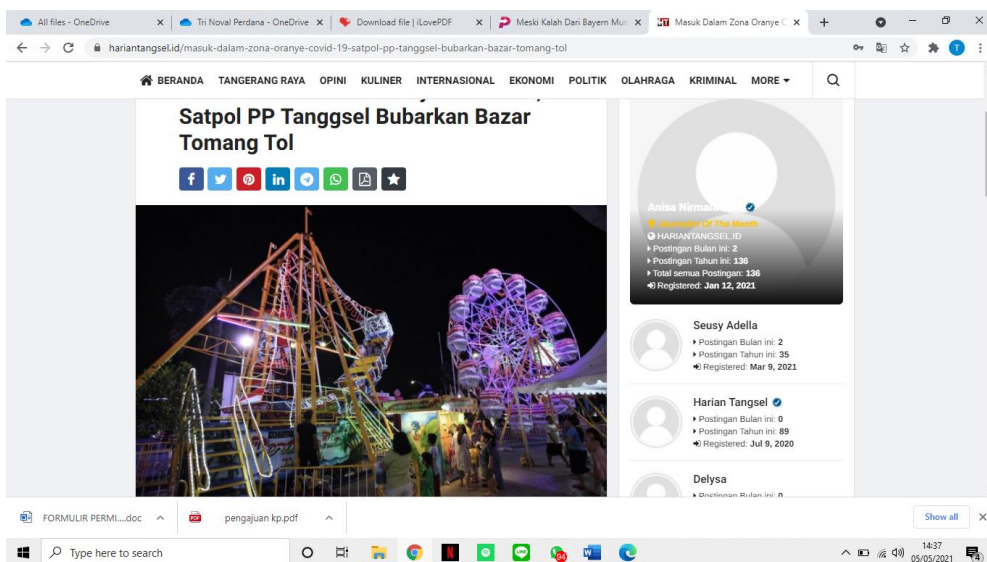 All files - OneDrive
Tri Noval Perdana - OneDrive
Download file | iLovePDF
Meski Kalah Dari Bayern Mun
Masuk Dalam Zona Oranye C
hariantangsel.id/masuk-dalam-zona-oranye-covid-19-satpol-pp-tanggsel-bubarkan-bazar-tomang-tol
T
BERANDA TANGERANG RAYA OPINI KULINER INTERNASIONAL EKONOMI POLITIK OLAHRAGA KRIMINAL MORE
Satpol PP Tanggsel Bubarkan Bazar
Tomang Tol
Anisa
Of The Month
HARIANTANGSEL.ID
Postingan Bulan ini: 2
Postingan Tahun ini: 136
Total semua Postingan: 136
Registered: Jan 12, 2021
Seusy Adella
Postingan Bulan ini: 2
Postingan Tahun ini: 35
Registered: Mar 9, 2021
Harian Tangsel
Postingan Bulan ini: 0
Postingan Tahun ini: 89
Registered: Jul 9, 2020
Delysa
Postingan Bulan ini: 0
FORMULIR PERMI....doc
pengajuan kp.pdf
Show all
Type here to search
14:37
05/05/2021